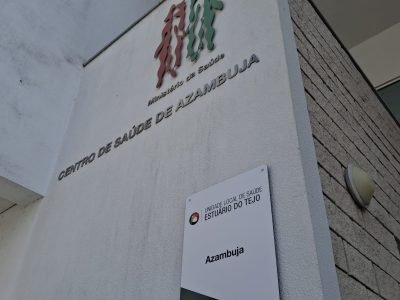 Ministério da Saúde
CENTRO DE SAÚDE DE AZAMBUJA
UNIDADE LOCAL DE SAÚDE
ESTUÁRIO DO TEJO
Azambuja